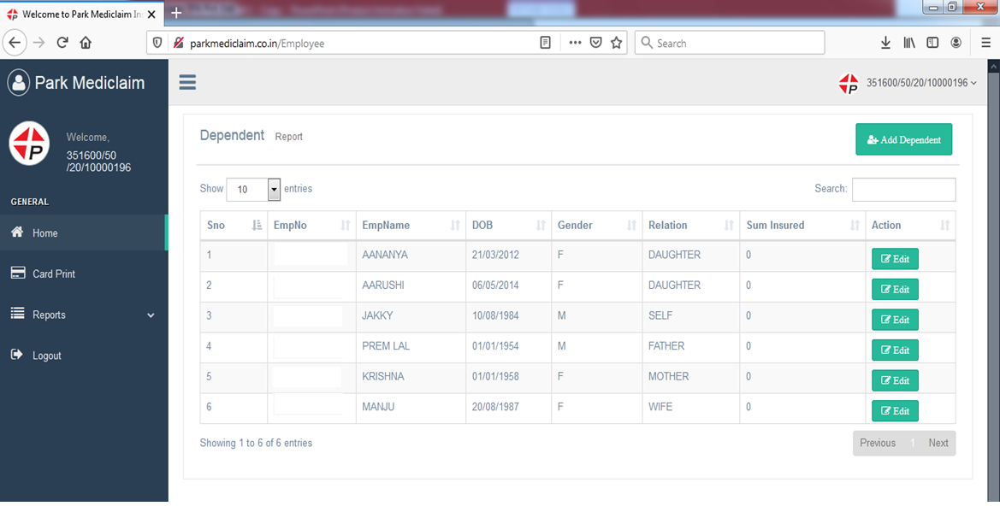 Welcome to Park Mediclaim In
parkmediclaim.co.in/Employee
Search
Park Mediclaim
351600/50/20/10000196
Welcome,
351600/50
/20/10000196
GENERAL
Home
Card Print
Reports
Logout
Dependent Report
Add Dependent
Show 10 entries
Search:
Sno EmpNo EmpName DOB Gender Relation Sum Insured Action
1 AANANYA 21/03/2012 F DAUGHTER 0 Edit
2 AARUSHI 06/05/2014 F DAUGHTER 0 Edit
3 JAKKY 10/08/1984 M SELF 0 Edit
4 PREM LAL 01/01/1954 M FATHER 0 Edit
5 KRISHNA 01/01/1958 F MOTHER 0 Edit
6 MANJU 20/08/1987 F WIFE 0 Edit
Showing 1 to 6 of 6 entries
Previous 1 Next